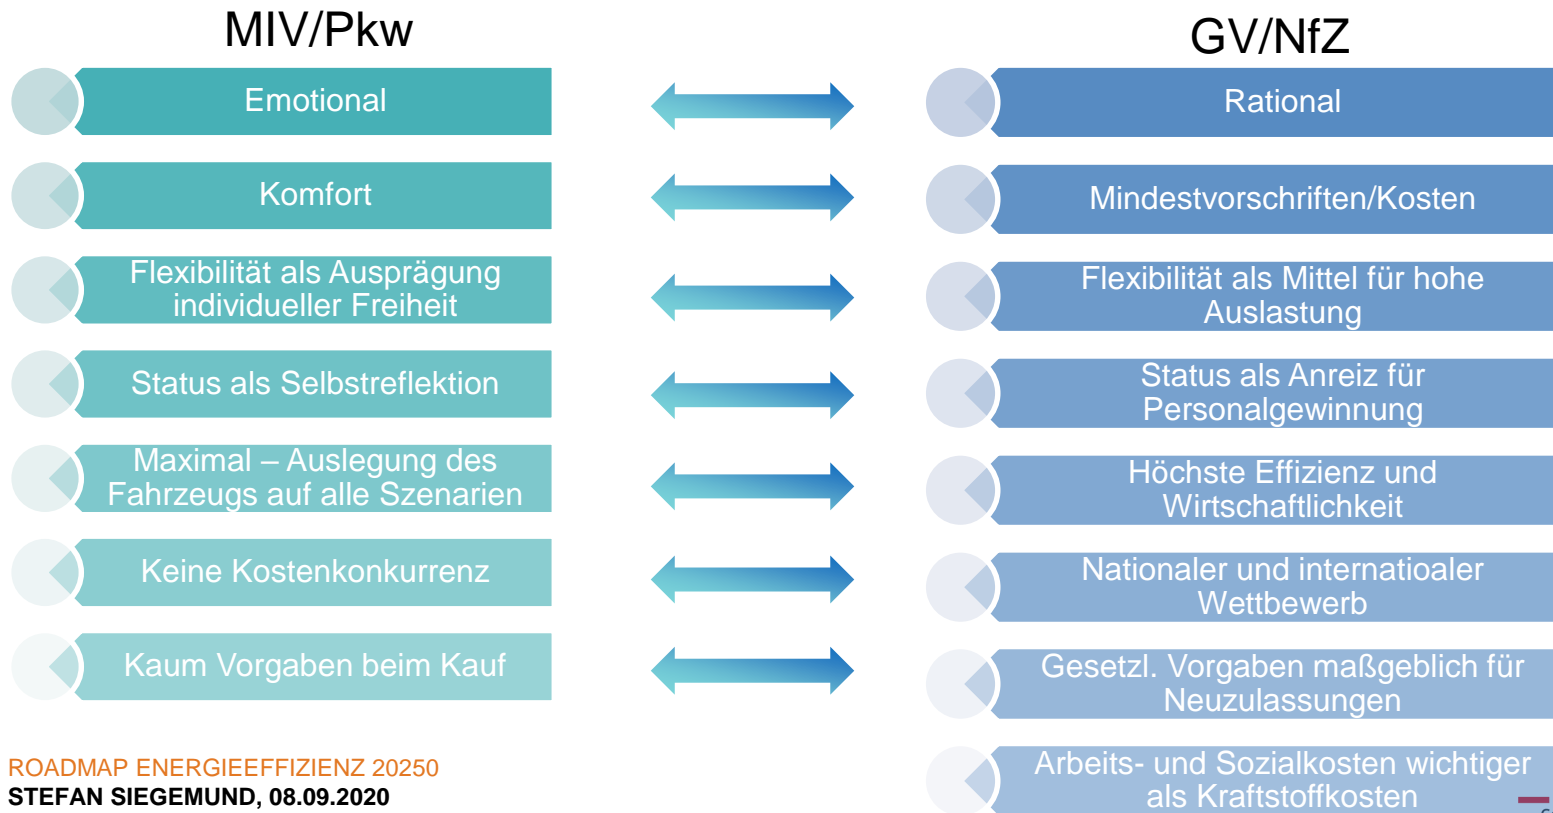 MIV/Pkw
Emotional
Komfort
Flexibilität als Ausprägung
individueller Freiheit
Status als Selbstreflektion
Maximal – Auslegung des
Fahrzeugs auf alle Szenarien
Keine Kostenkonkurrenz
Kaum Vorgaben beim Kauf
GV/NfZ
Rational
Mindestvorschriften/Kosten
Flexibilität als Mittel für hohe
Auslastung
Status als Anreiz für
Personalgewinnung
Höchste Effizienz und
Wirtschaftlichkeit
Nationaler und internatioaler
Wettbewerb
Gesetzl. Vorgaben maßgeblich für
Neuzulassungen
Arbeits- und Sozialkosten wichtiger
als Kraftstoffkosten
ROADMAP ENERGIEEFFIZIENZ 20250
STEFAN SIEGEMUND, 08.09.2020